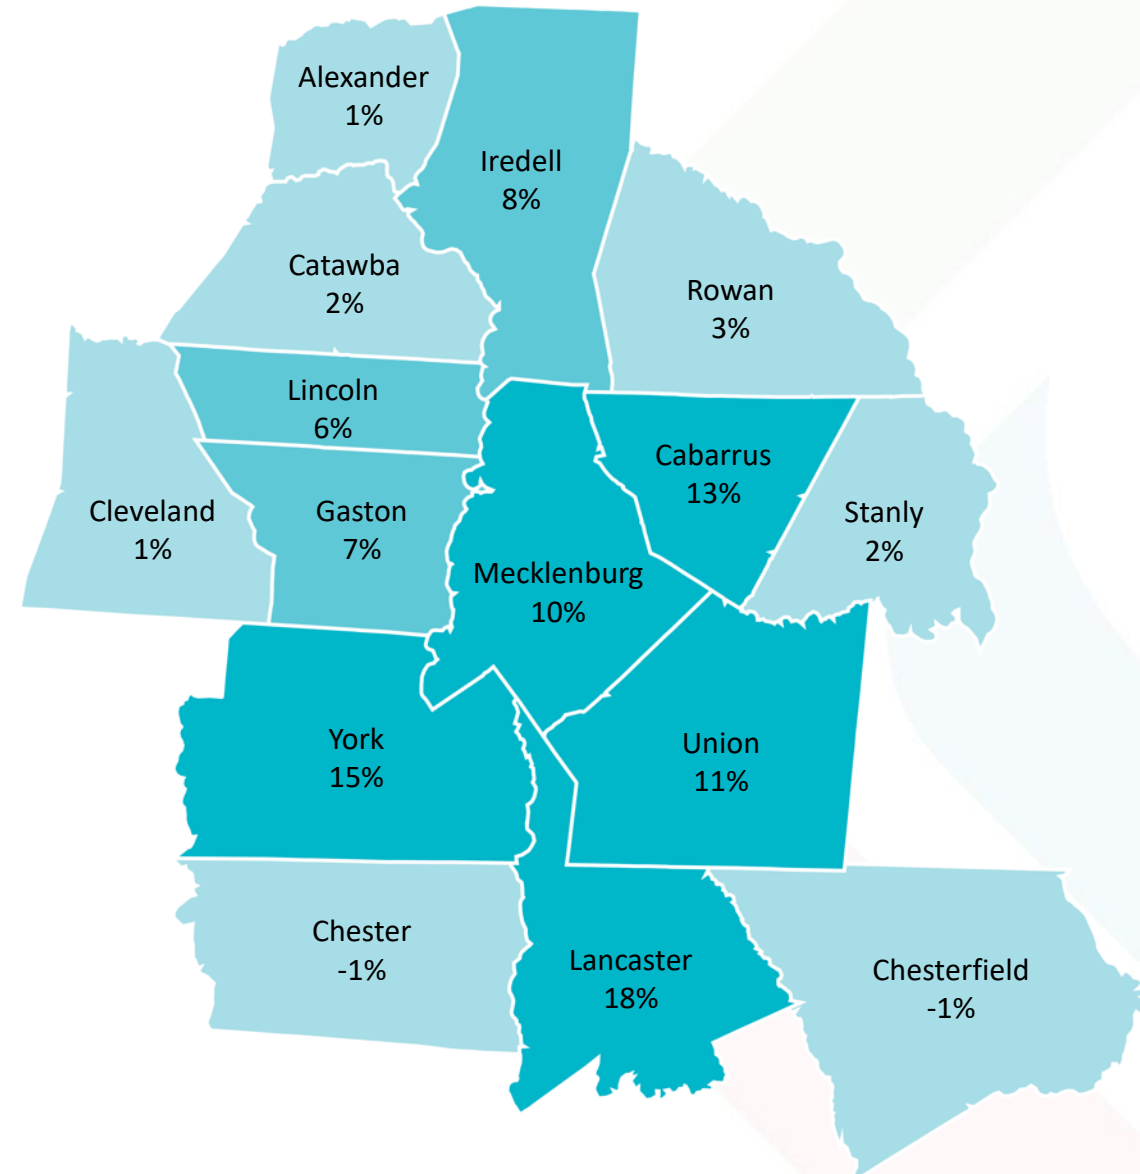 Alexander
1%
Iredell
8%
Catawba
2%
Rowan
3%
Lincoln
6%
Cabarrus
13%
Cleveland
1%
Gaston
7%
Stanly
2%
Mecklenburg
10%
York
15%
Union
11%
Chester
-1%
Lancaster
18%
Chesterfield
-1%